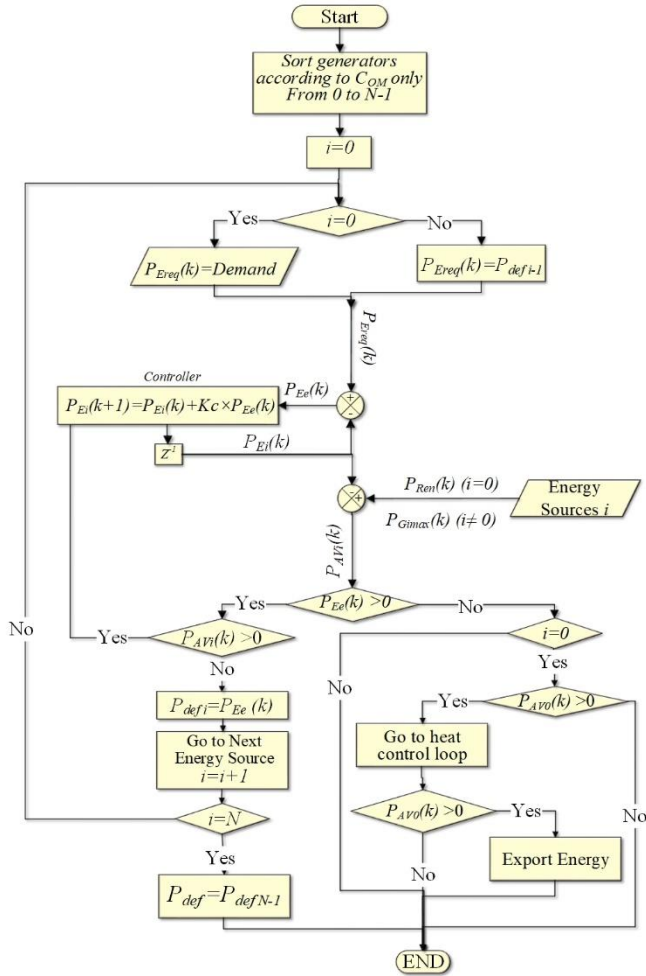 Start
Sort generators
according to C_OM only
From 0 to N-1
i=0
Yes
i=0
No
P_Ereq(k)=Demand
P_Ereq(k)=P_def i-1
P_Ereq(k)
Controller
P_Ee(k)
P_Ei(k+1)=P_Ei(k)+Kc×P_Ee(k)
+
-
Z^-1
P_Ei(k)
-
+
P_Ren(k) (i=0)
P_Gimax(k) (i≠0)
Energy
Sources i
P_AVi(k)
Yes
P_Ee(k) >0
No
No
Yes
P_AVi(k) >0
i=0
No
No
Yes
P_def i=P_Ee (k)
Yes
P_AV0(k)>0
Go to Next
Energy Source
i=i+1
Go to heat
control loop
i=N
P_AV0(k) >0
Yes
No
Yes
No
Export Energy
P_def=P_defN-1
END